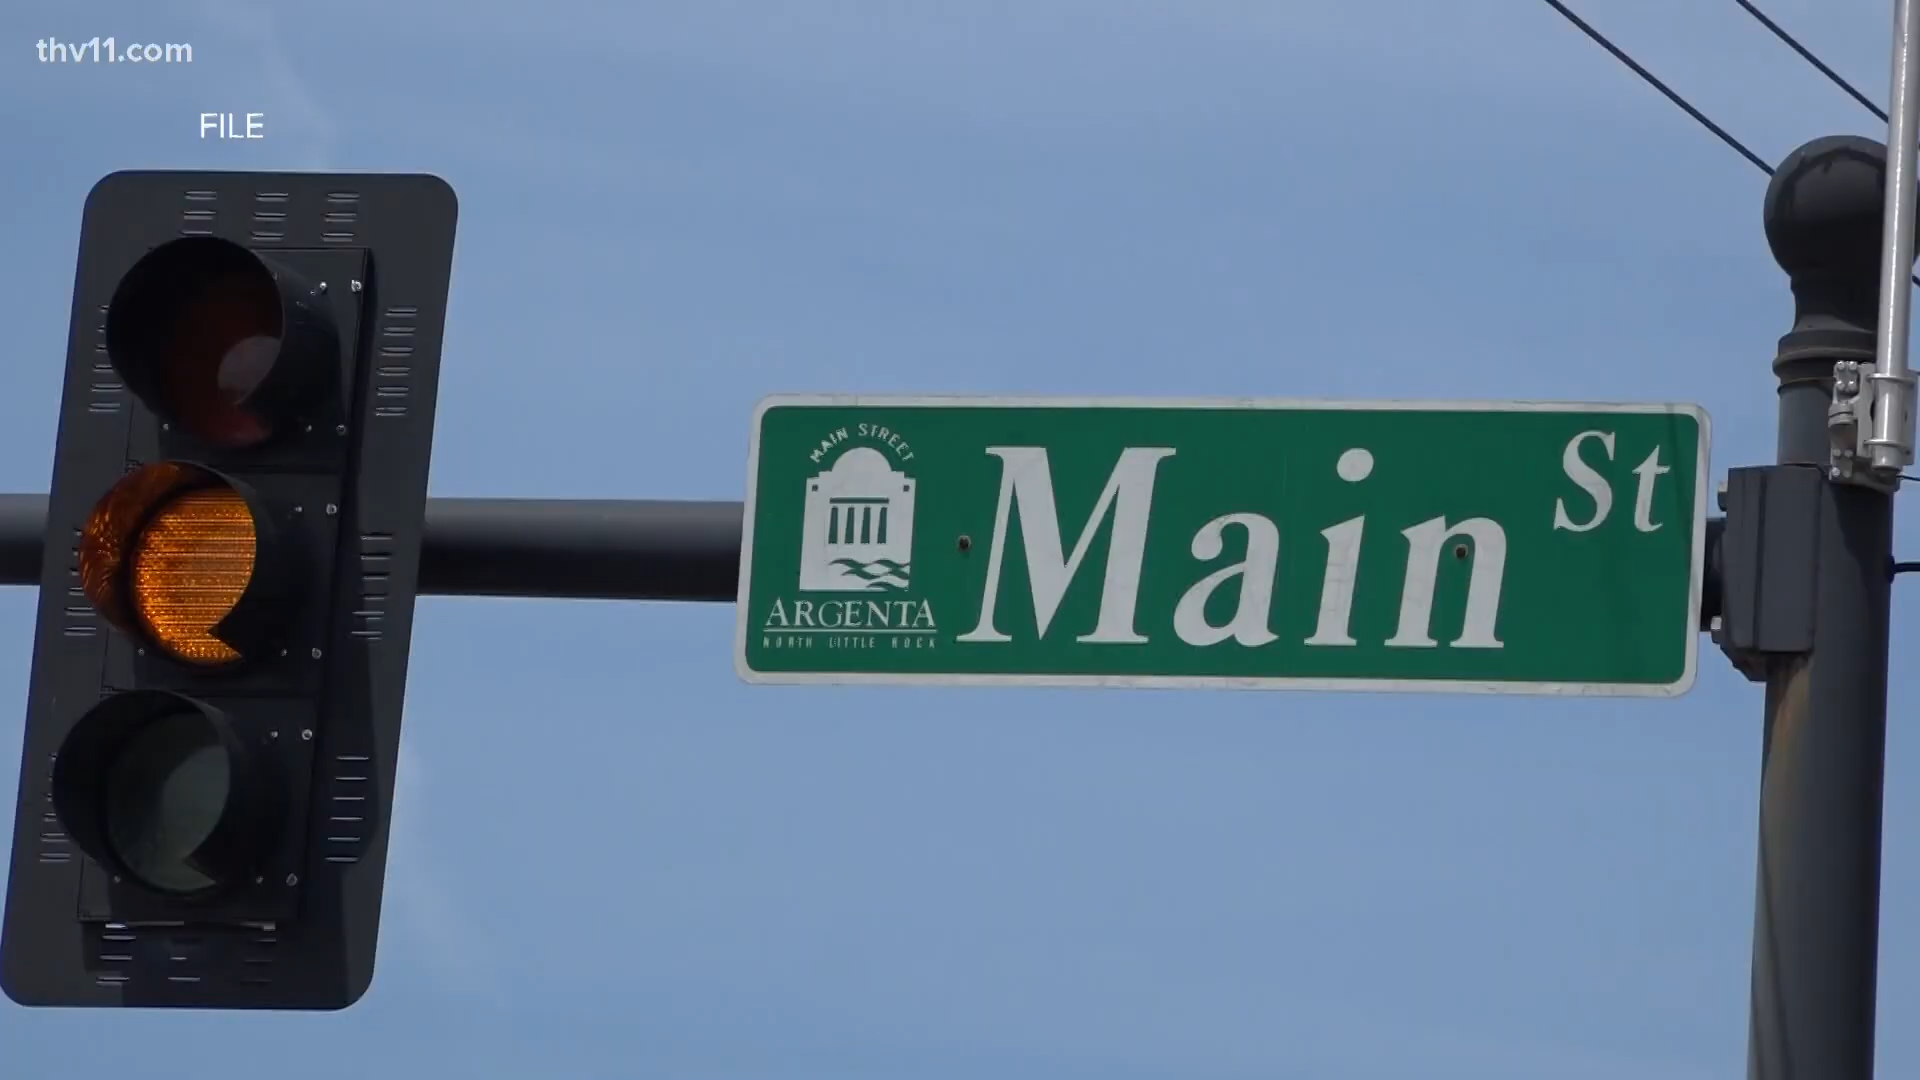 thv11.com
FILE
MAIN STREET
ARGENTA
NORTH LITTLE ROCK
Main St